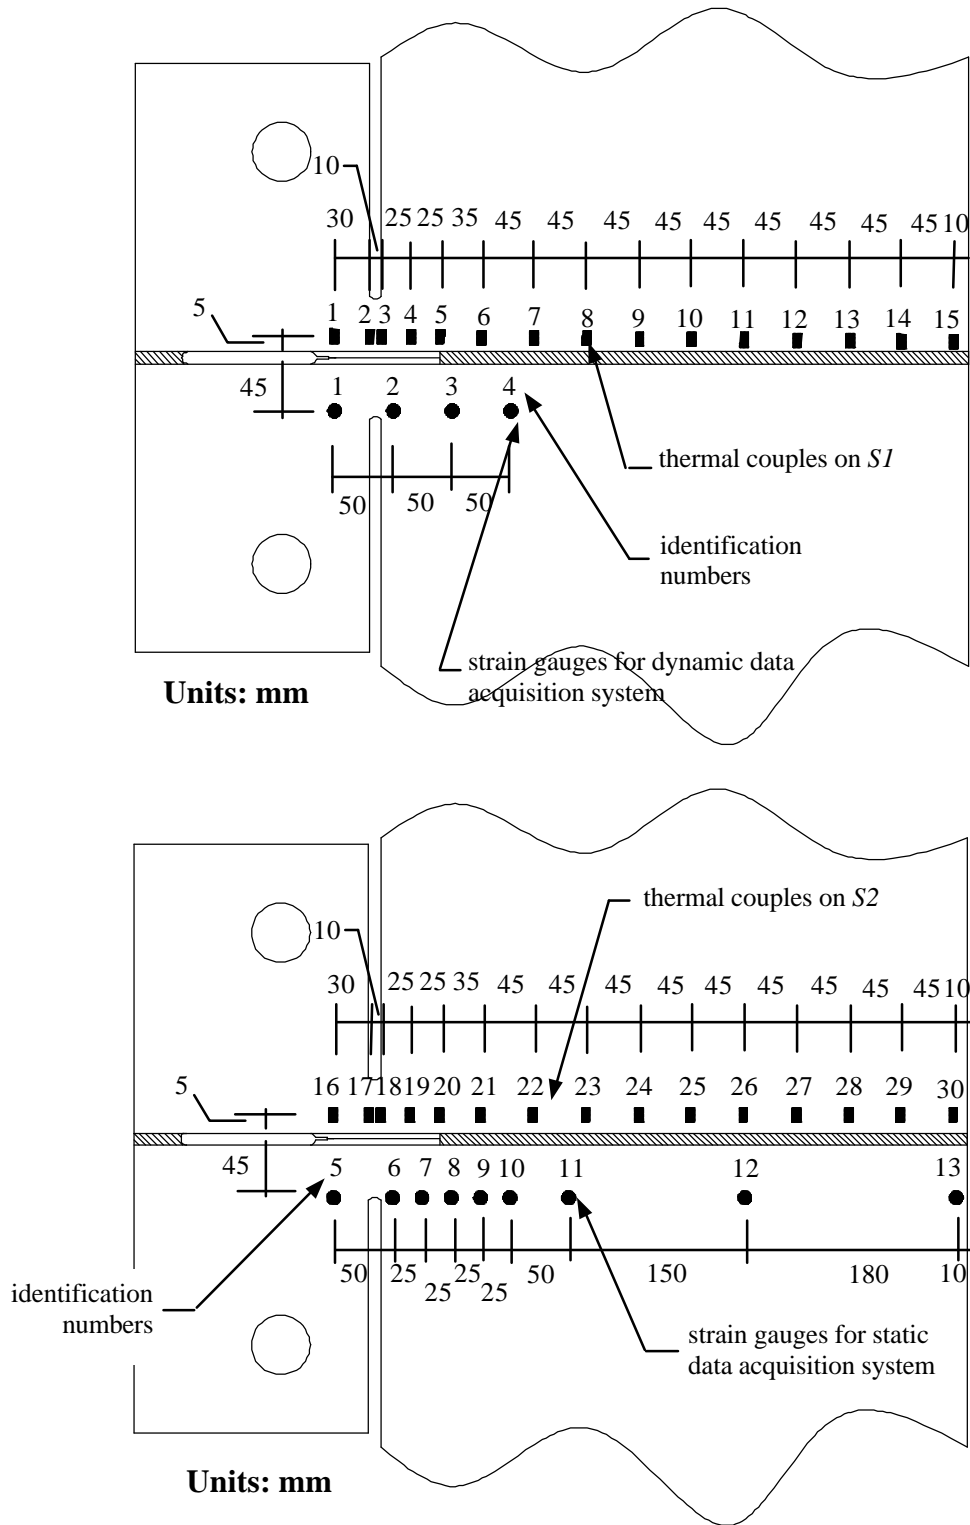 10
30 25 25 35 45 45 45 45 45 45 45 45 45 10
5
1 2 3 4 5 6 7 8 9 10 11 12 13 14 15
45
1 2 3 4
thermal couples on S1
50 50 50
identification
numbers
strain gauges for dynamic data
acquisition system
Units: mm
thermal couples on S2
10
30 25 25 35 45 45 45 45 45 45 45 45 45 10
5
16 17 18 19 20 21 22 23 24 25 26 27 28 29 30
45
5 6 7 8 9 10 11 12 13
50 25 25 25 25 50 150 180 10
identification
numbers
strain gauges for static
data acquisition system
Units: mm